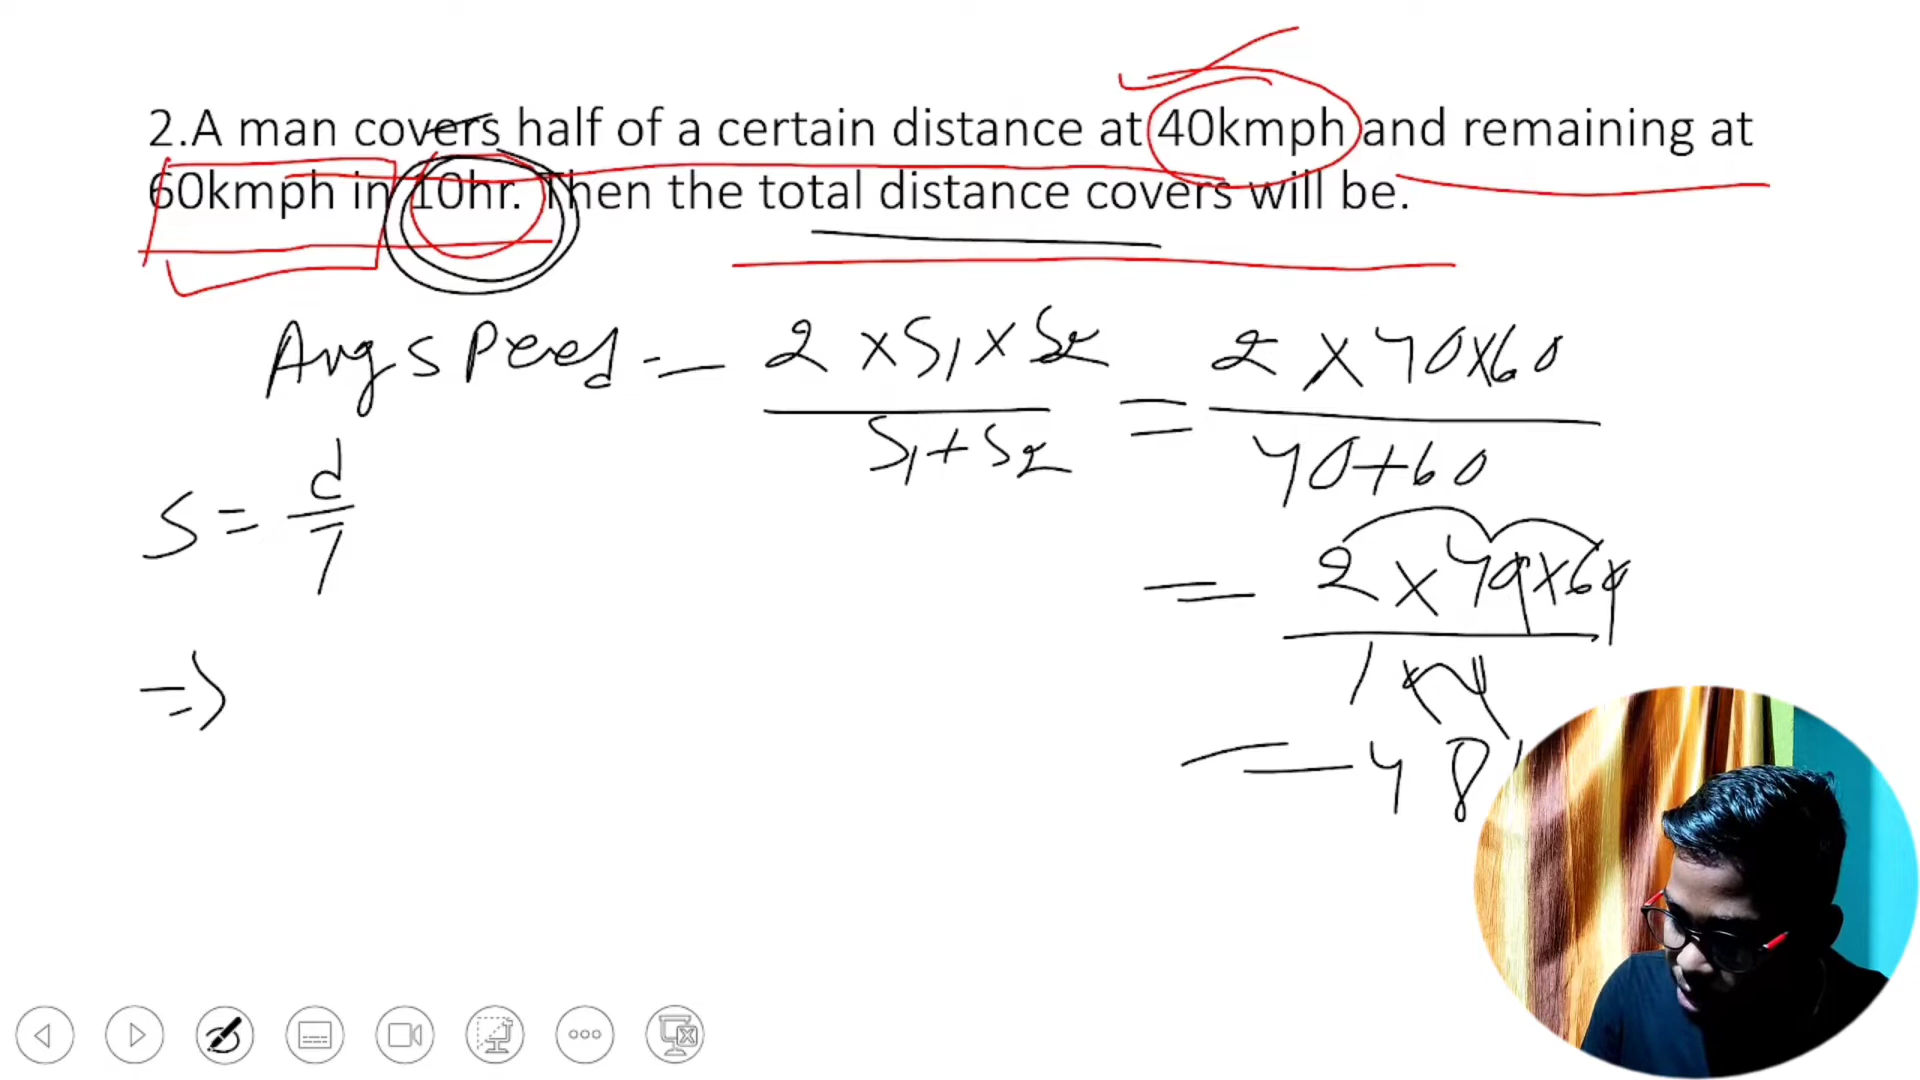 2.A man covers half of a certain distance at 40kmph and remaining at
60kmph in 10hr. Then the total distance covers will be.
Avg speed = 2 × S1 × S2 / S1 + S2 = 2 × 40 × 60 / 40 + 60
S = d / T
= 2 × 40 × 60 / 100
⇒
= 48